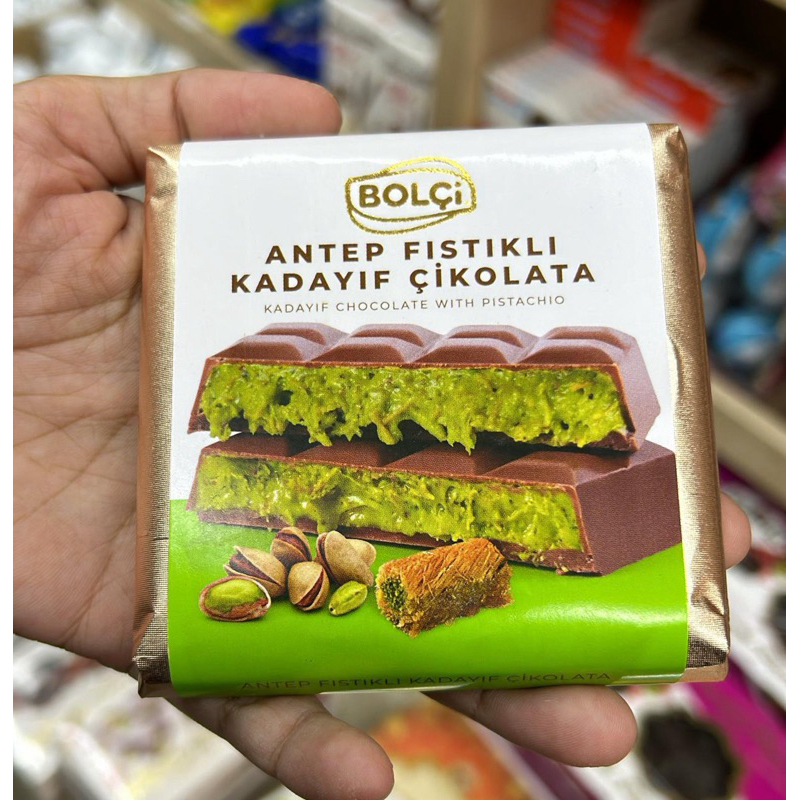 BOLÇi
ANTEP FISTIKLI
KADAYIF ÇİKOLATA
KADAYIF CHOCOLATE WITH PISTACHIO
ANTEP FISTIKLI KADAYIF ÇİKOLATA